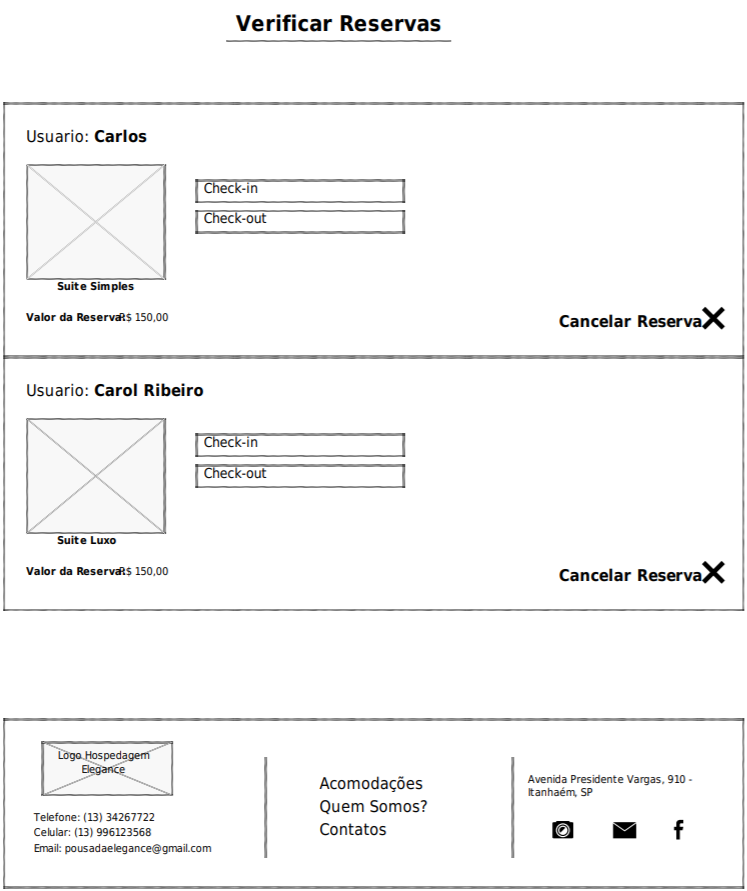 Verificar Reservas
Usuario: Carlos
Check-in
Check-out
Suite Simples
Valor da Reserva: R$ 150,00
Cancelar Reserva
Usuario: Carol Ribeiro
Check-in
Check-out
Suite Luxo
Valor da Reserva: R$ 150,00
Cancelar Reserva
Logo Hospedagem
Elegance
Telefone: (13) 34267722
Celular: (13) 996123568
Email: pousadaelegance@gmail.com
Acomodações
Quem Somos?
Contatos
Avenida Presidente Vargas, 910 -
Itanhaém, SP